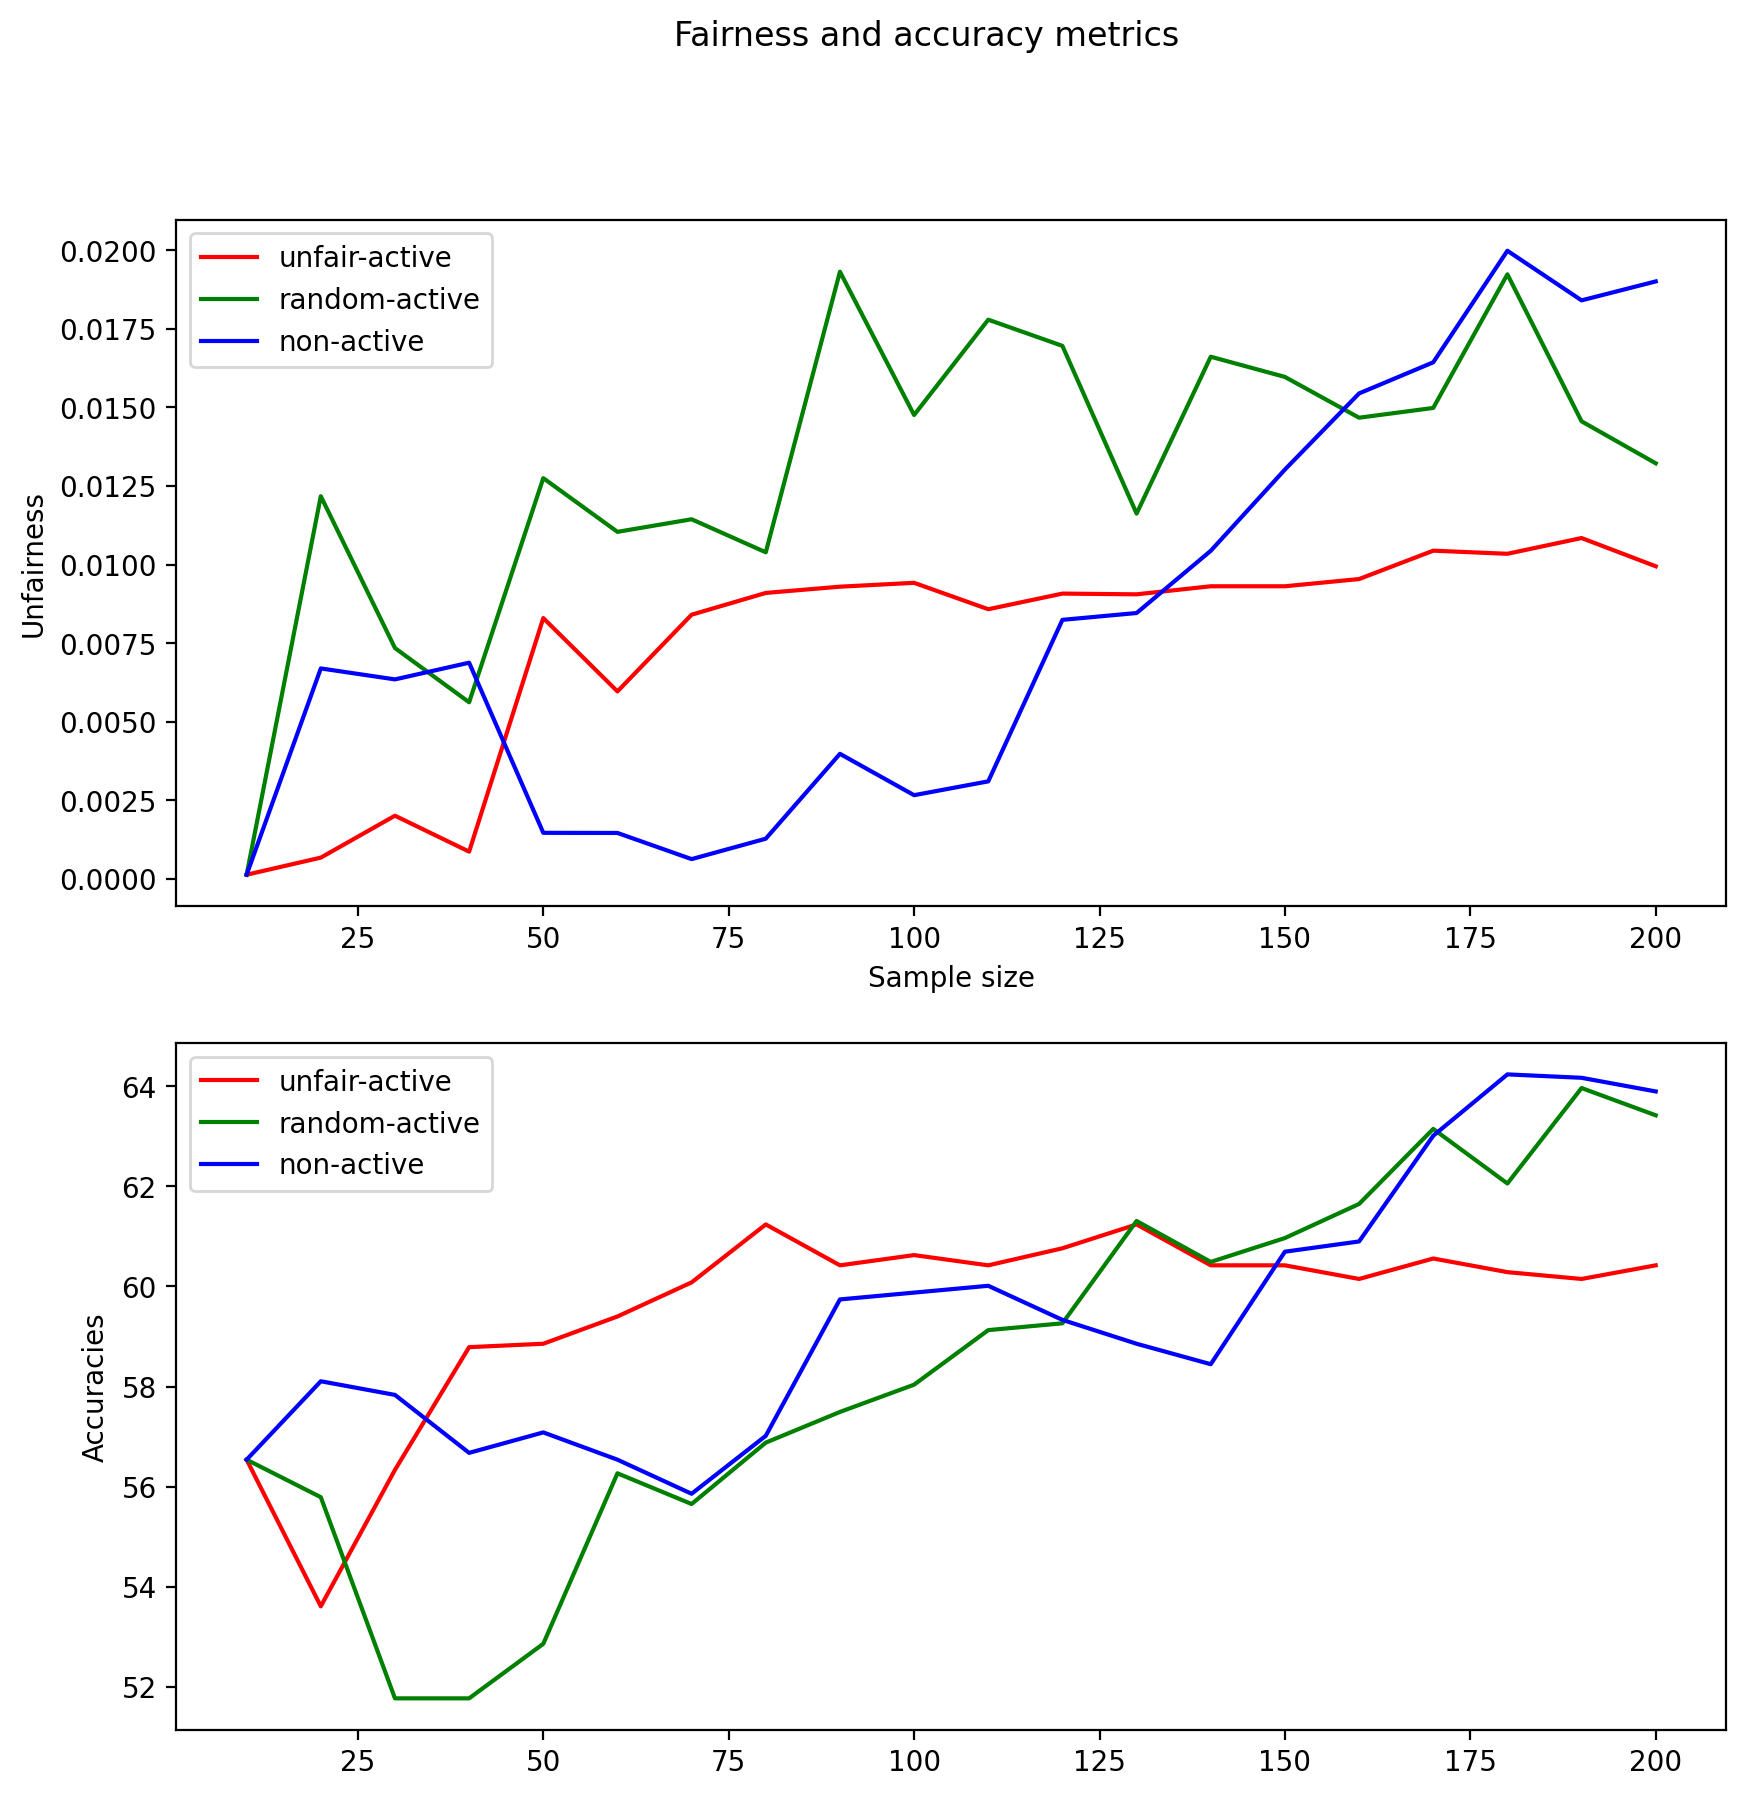 Fairness and accuracy metrics
unfair-active
random-active
non-active
0.0200
0.0175
0.0150
0.0125
0.0100
0.0075
0.0050
0.0025
0.0000
Unfairness
25 50 75 100 125 150 175 200
Sample size
unfair-active
random-active
non-active
64
62
60
58
56
54
52
Accuracies
25 50 75 100 125 150 175 200